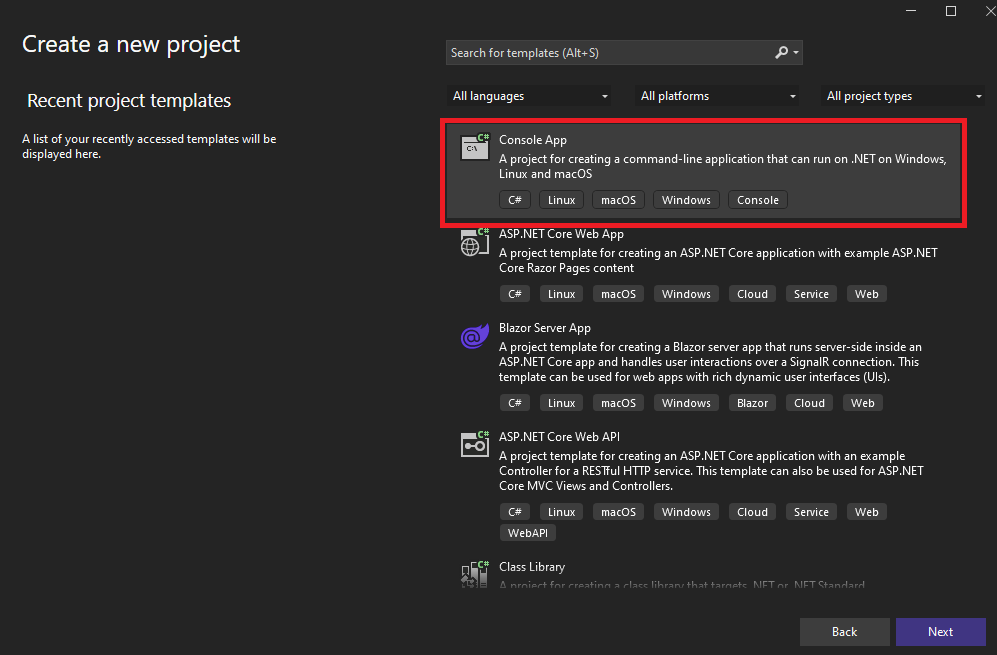 Create a new project
Recent project templates
A list of your recently accessed templates will be
displayed here.
Search for templates (Alt+S)
All languages
All platforms
All project types
C#
C:\
Console App
A project for creating a command-line application that can run on .NET on Windows,
Linux and macOS
C# Linux macOS Windows Console
C#
ASP.NET Core Web App
A project template for creating an ASP.NET Core application with example ASP.NET
Core Razor Pages content
C# Linux macOS Windows Cloud Service Web
Blazor Server App
A project template for creating a Blazor server app that runs server-side inside an
ASP.NET Core app and handles user interactions over a SignalR connection. This
template can be used for web apps with rich dynamic user interfaces (UIs).
C# Linux macOS Windows Blazor Cloud Web
C#
ASP.NET Core Web API
A project template for creating an ASP.NET Core application with an example
Controller for a RESTful HTTP service. This template can also be used for ASP.NET
Core MVC Views and Controllers.
C# Linux macOS Windows Cloud Service Web
WebAPI
C#
Class Library
A project for creating a class library that targets .NET or .NET Standard
Back
Next